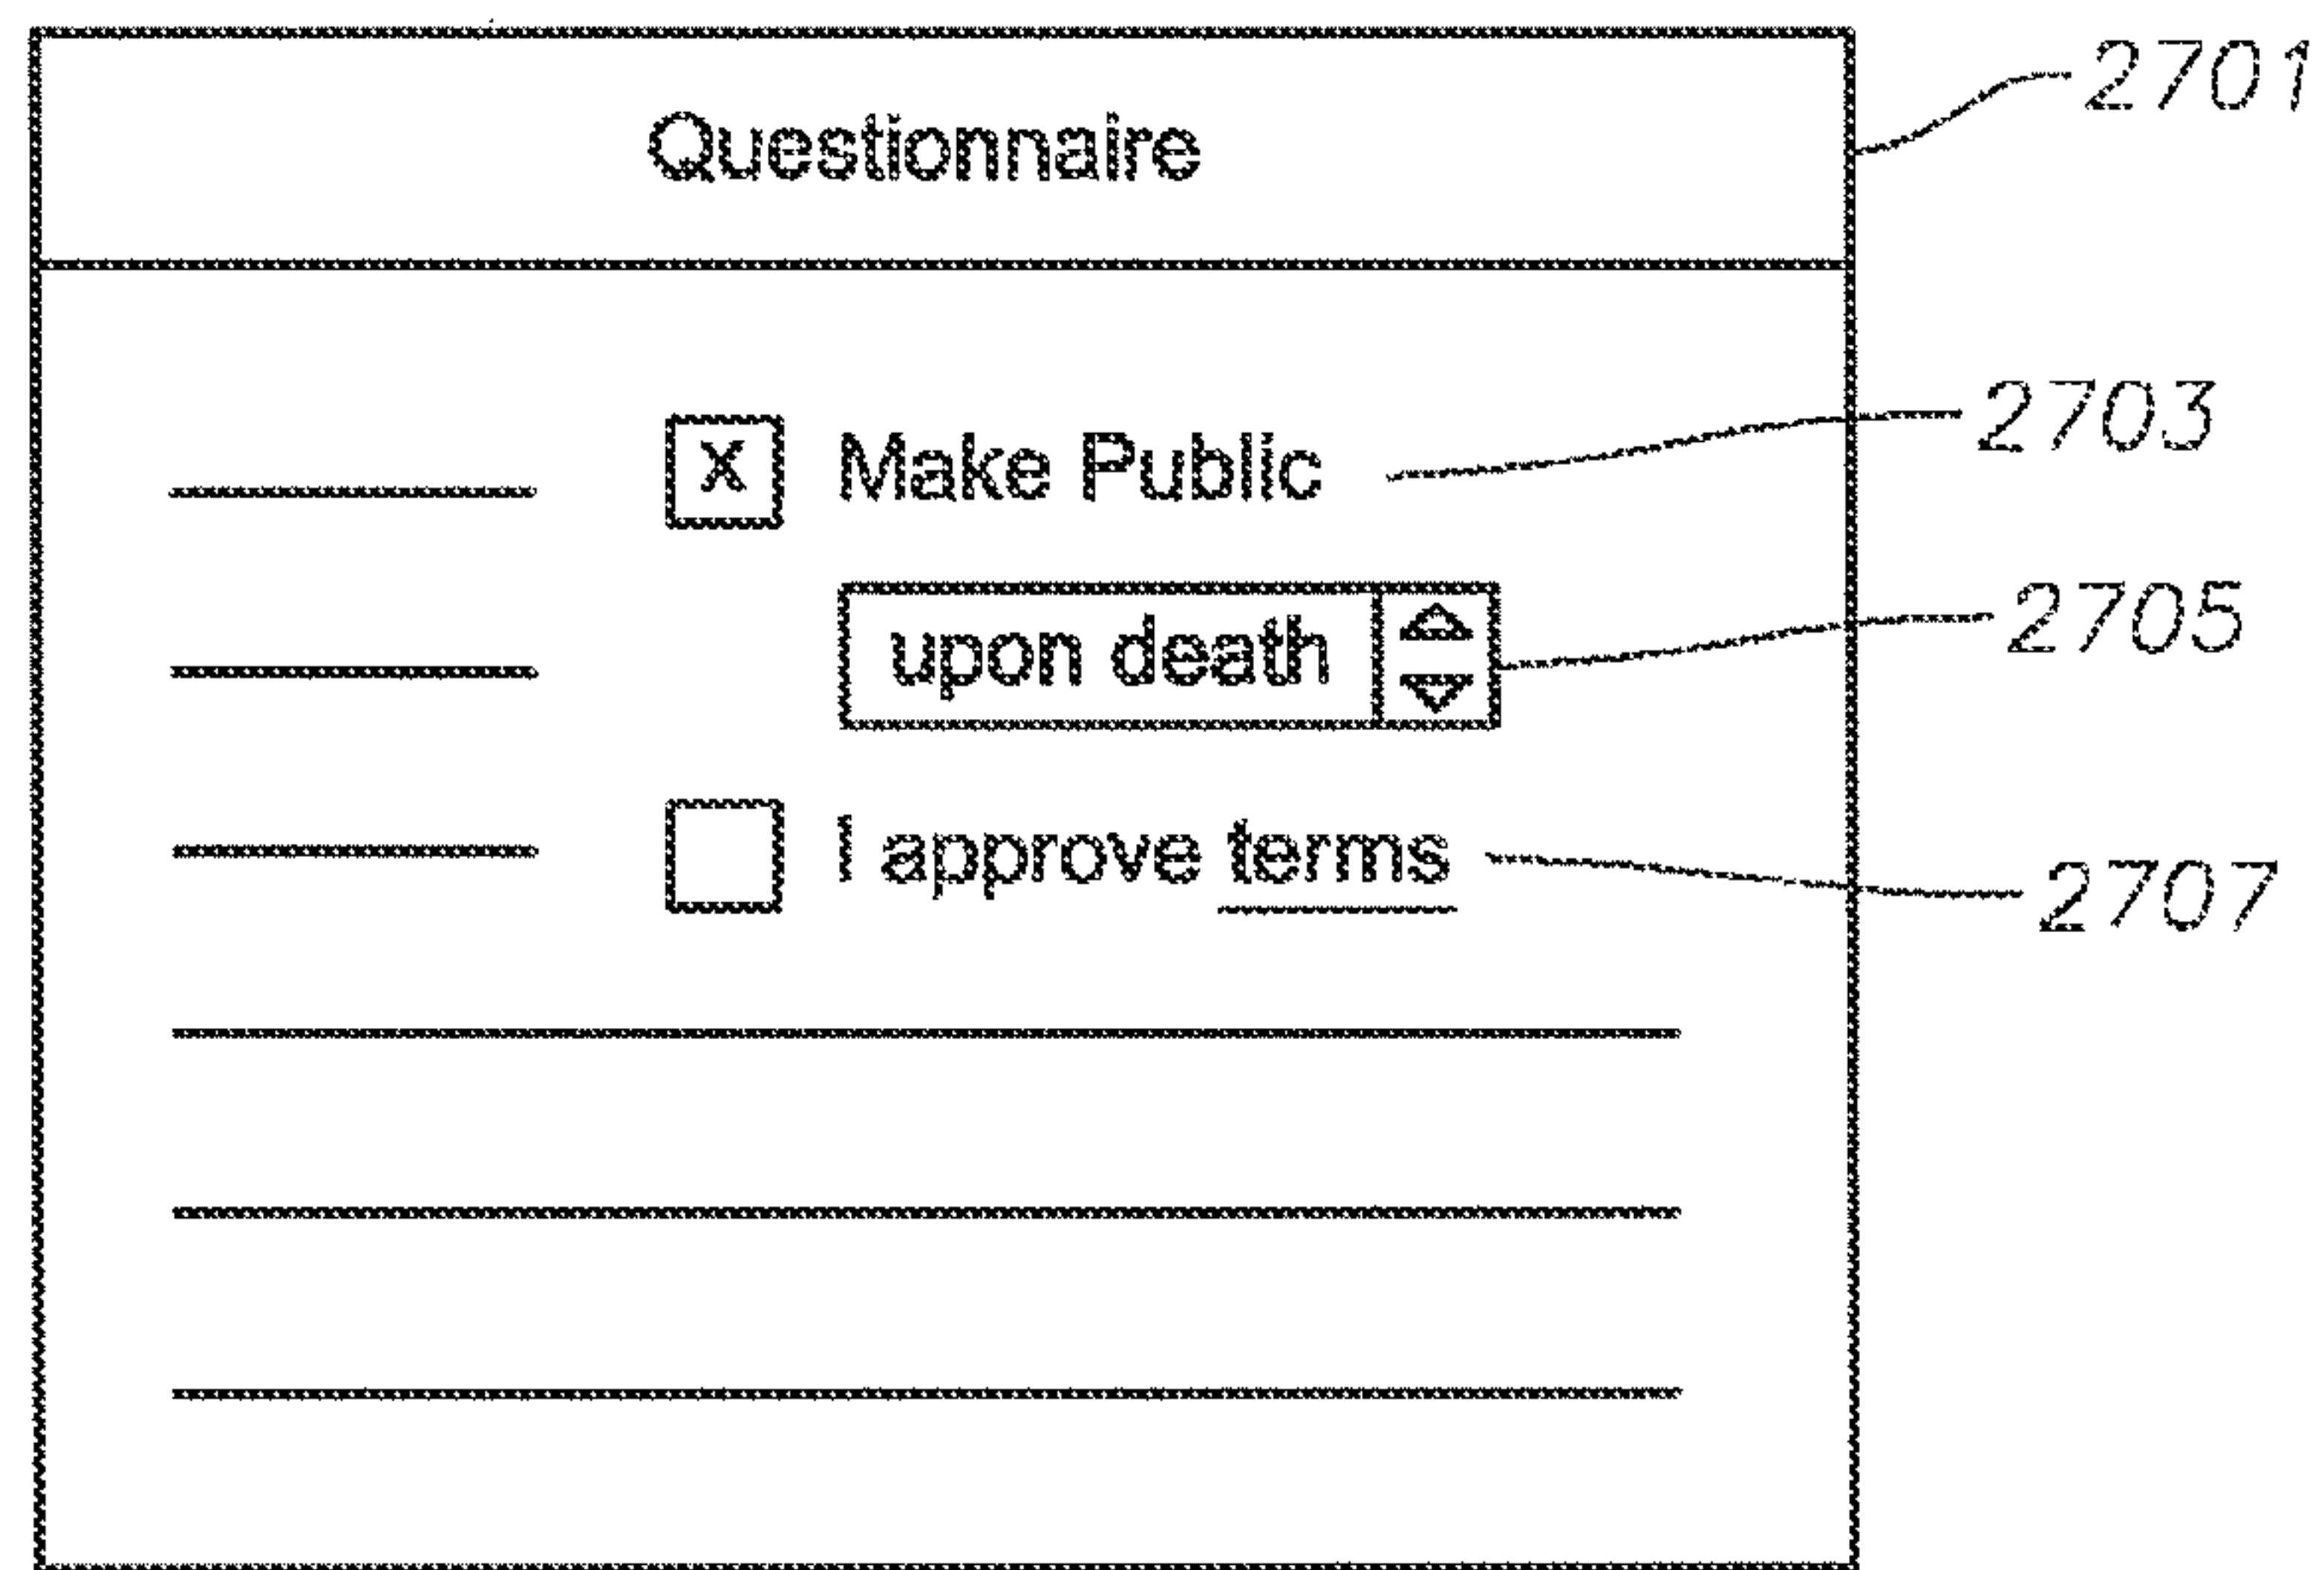 2701
Questionnaire
2703
x Make Public
upon death
2705
I approve terms
2707